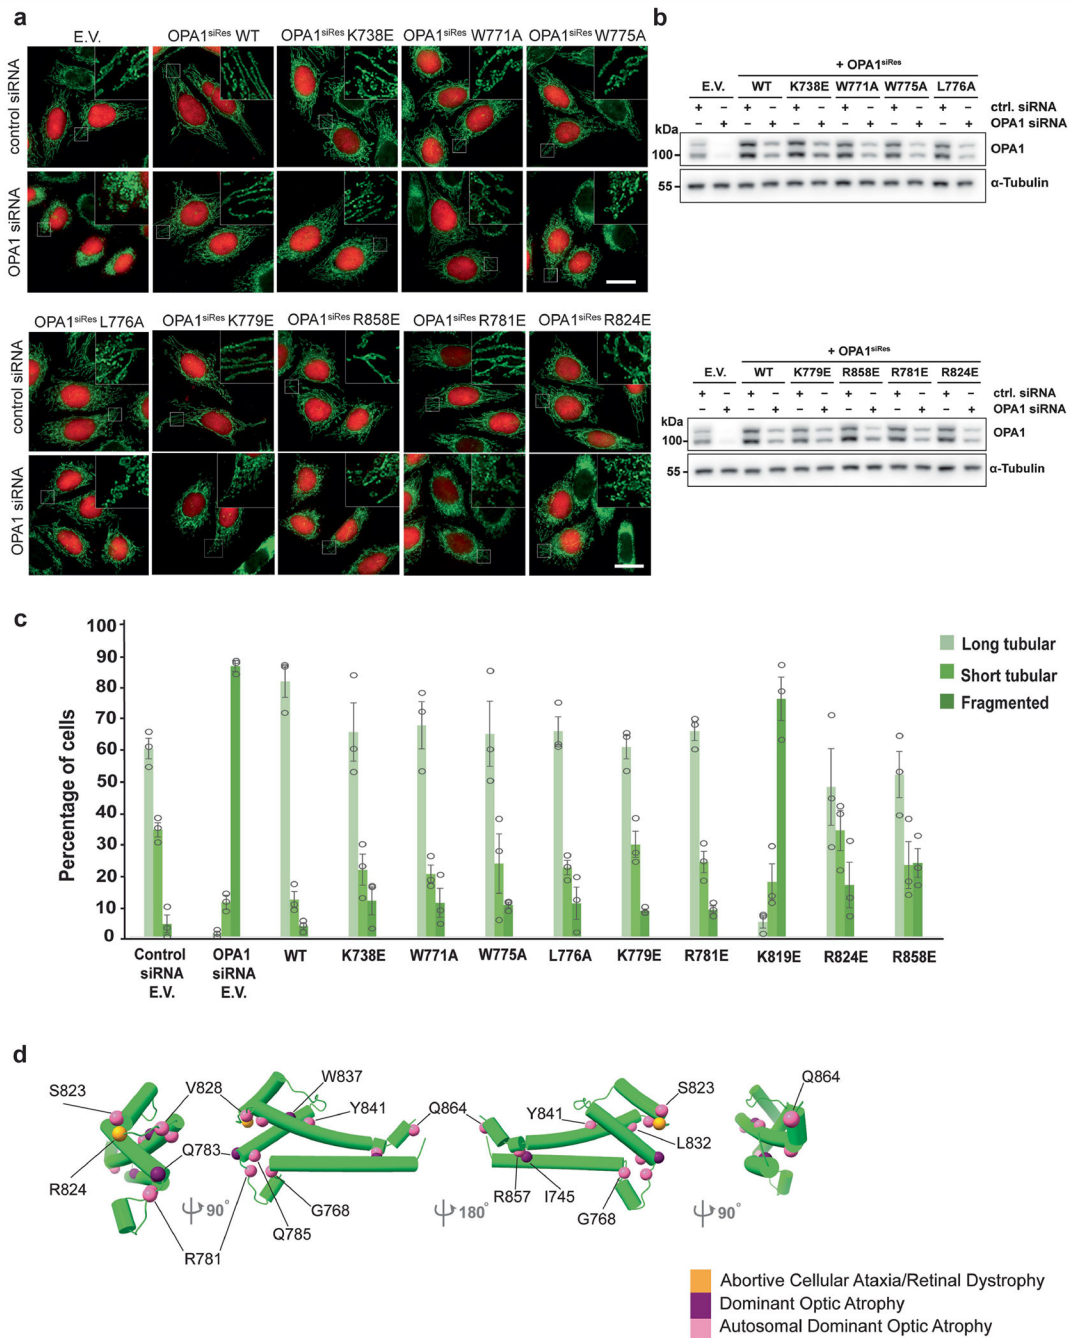 a
E.V. OPA1siRes WT OPA1siRes K738E OPA1siRes W771A OPA1siRes W775A
control siRNA
OPA1 siRNA
OPA1siRes L776A OPA1siRes K779E OPA1siRes R858E OPA1siRes R781E OPA1siRes R824E
control siRNA
OPA1 siRNA
b
+ OPA1siRes
E.V. WT K738E W771A W775A L776A
+ – + – + – + – + – + – ctrl. siRNA
– + – + – + – + – + – + OPA1 siRNA
kDa
100 OPA1
55 α-Tubulin
+ OPA1siRes
E.V. WT K779E R858E R781E R824E
+ – + – + – + – + – + – ctrl. siRNA
– + – + – + – + – + – + OPA1 siRNA
kDa
100 OPA1
55 α-Tubulin
c
Percentage of cells
100
90
80
70
60
50
40
30
20
10
0
Control siRNA E.V. OPA1 siRNA E.V. WT K738E W771A W775A L776A K779E R781E K819E R824E R858E
Long tubular
Short tubular
Fragmented
d
S823 V828 W837 Y841 Q864 Y841 S823 Q864
R824 Q783 L832
R781 90° Q785 G768 180° R857 I745 G768 90°
Abortive Cellular Ataxia/Retinal Dystrophy
Dominant Optic Atrophy
Autosomal Dominant Optic Atrophy